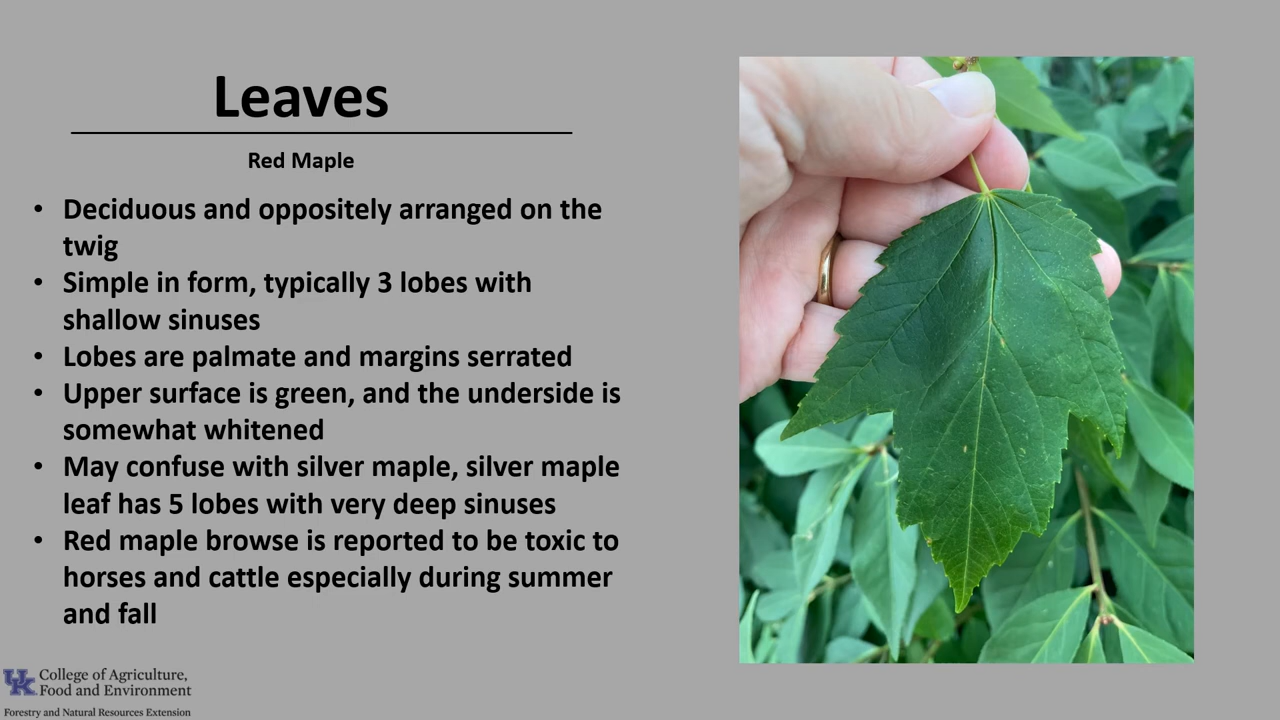 Leaves
Red Maple
• Deciduous and oppositely arranged on the
twig
• Simple in form, typically 3 lobes with
shallow sinuses
• Lobes are palmate and margins serrated
• Upper surface is green, and the underside is
somewhat whitened
• May confuse with silver maple, silver maple
leaf has 5 lobes with very deep sinuses
• Red maple browse is reported to be toxic to
horses and cattle especially during summer
and fall
UK College of Agriculture,
Food and Environment
Forestry and Natural Resources Extension